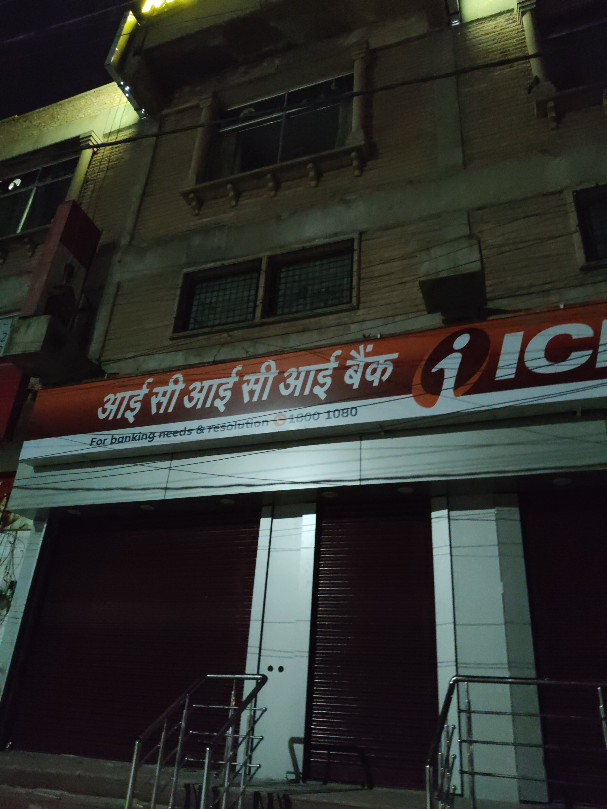 आई सी आई सी आई बैंक ICI
For banking needs & resolution 1800 1080